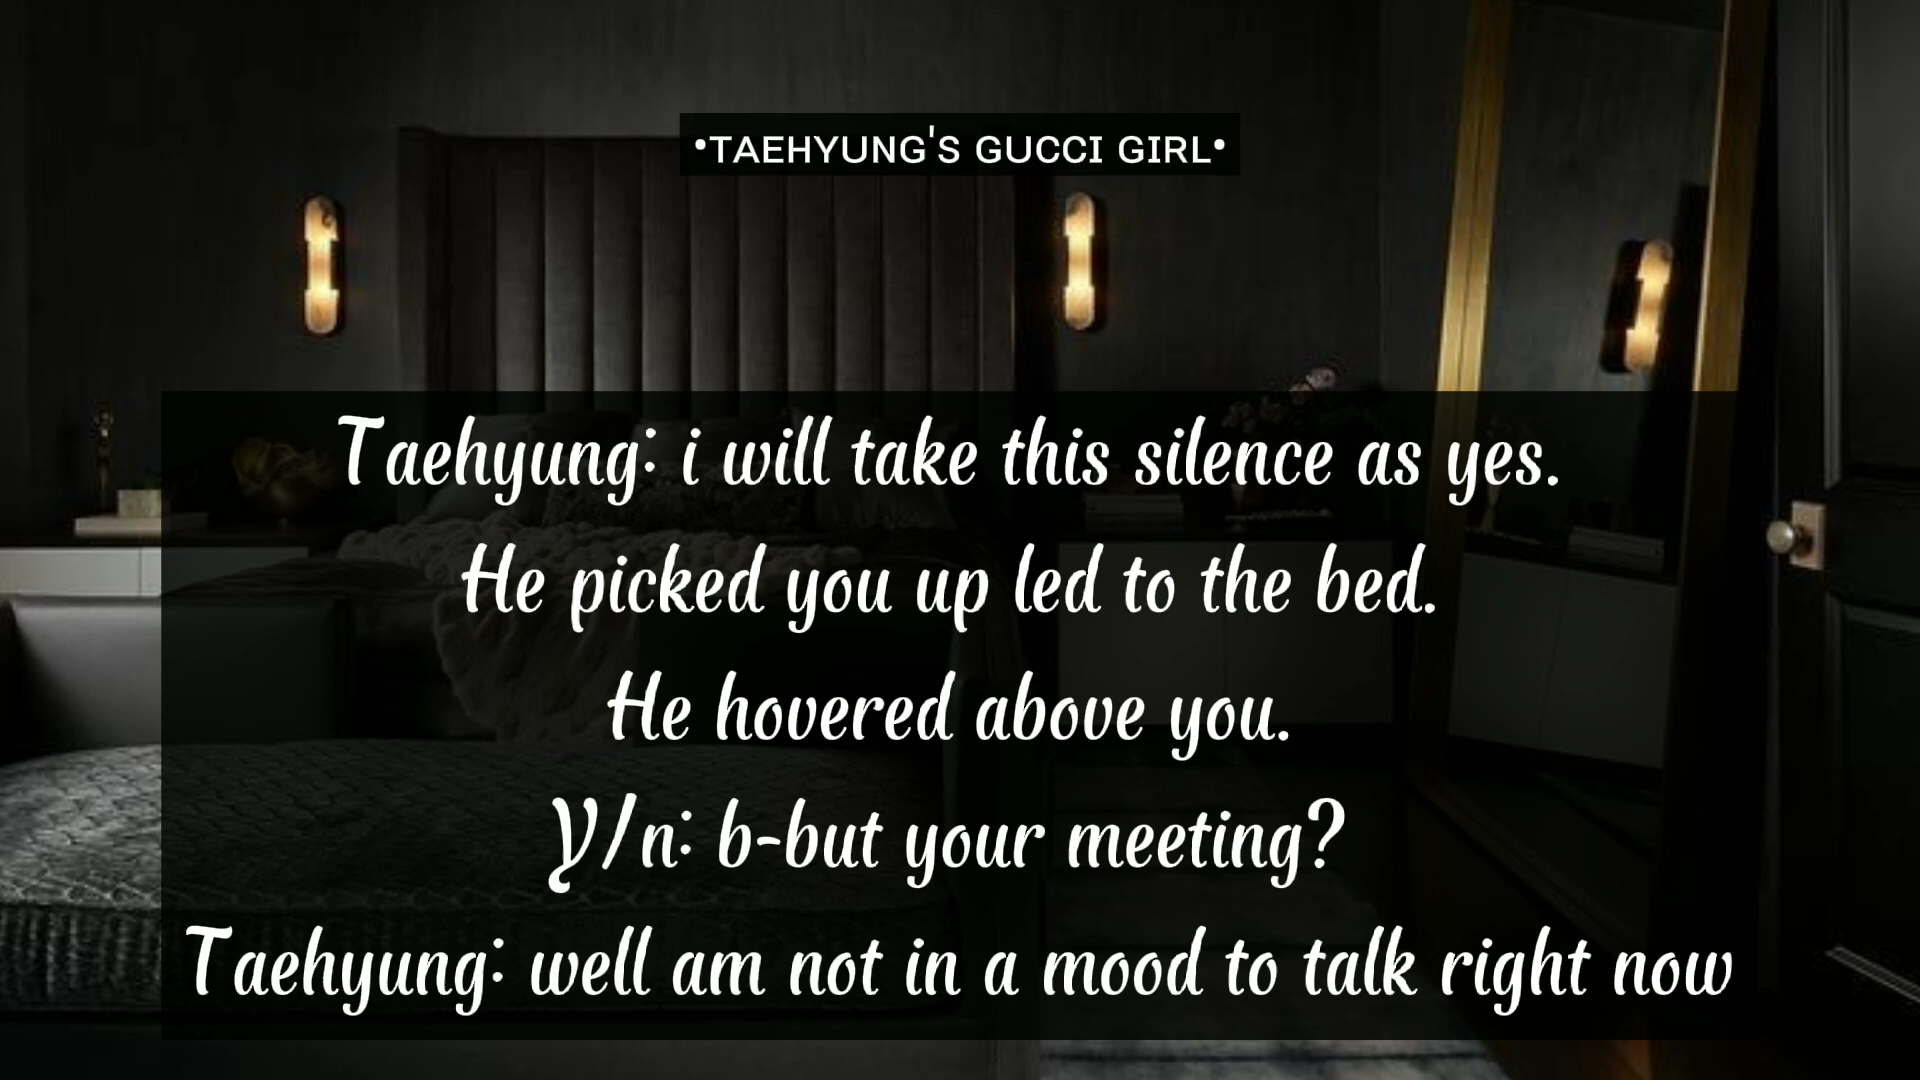 •TAEHYUNG'S GUCCI GIRL•
Taehyung: i will take this silence as yes.
He picked you up led to the bed.
He hovered above you.
Y/n: b-but your meeting?
Taehyung: well am not in a mood to talk right now